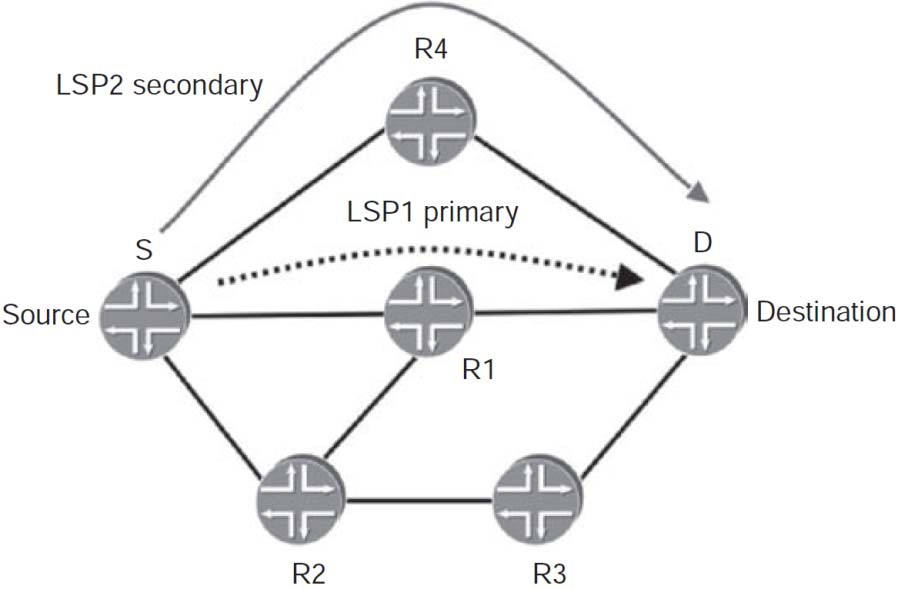 R4
LSP2 secondary
LSP1 primary
S
D
Source
Destination
R1
R2
R3